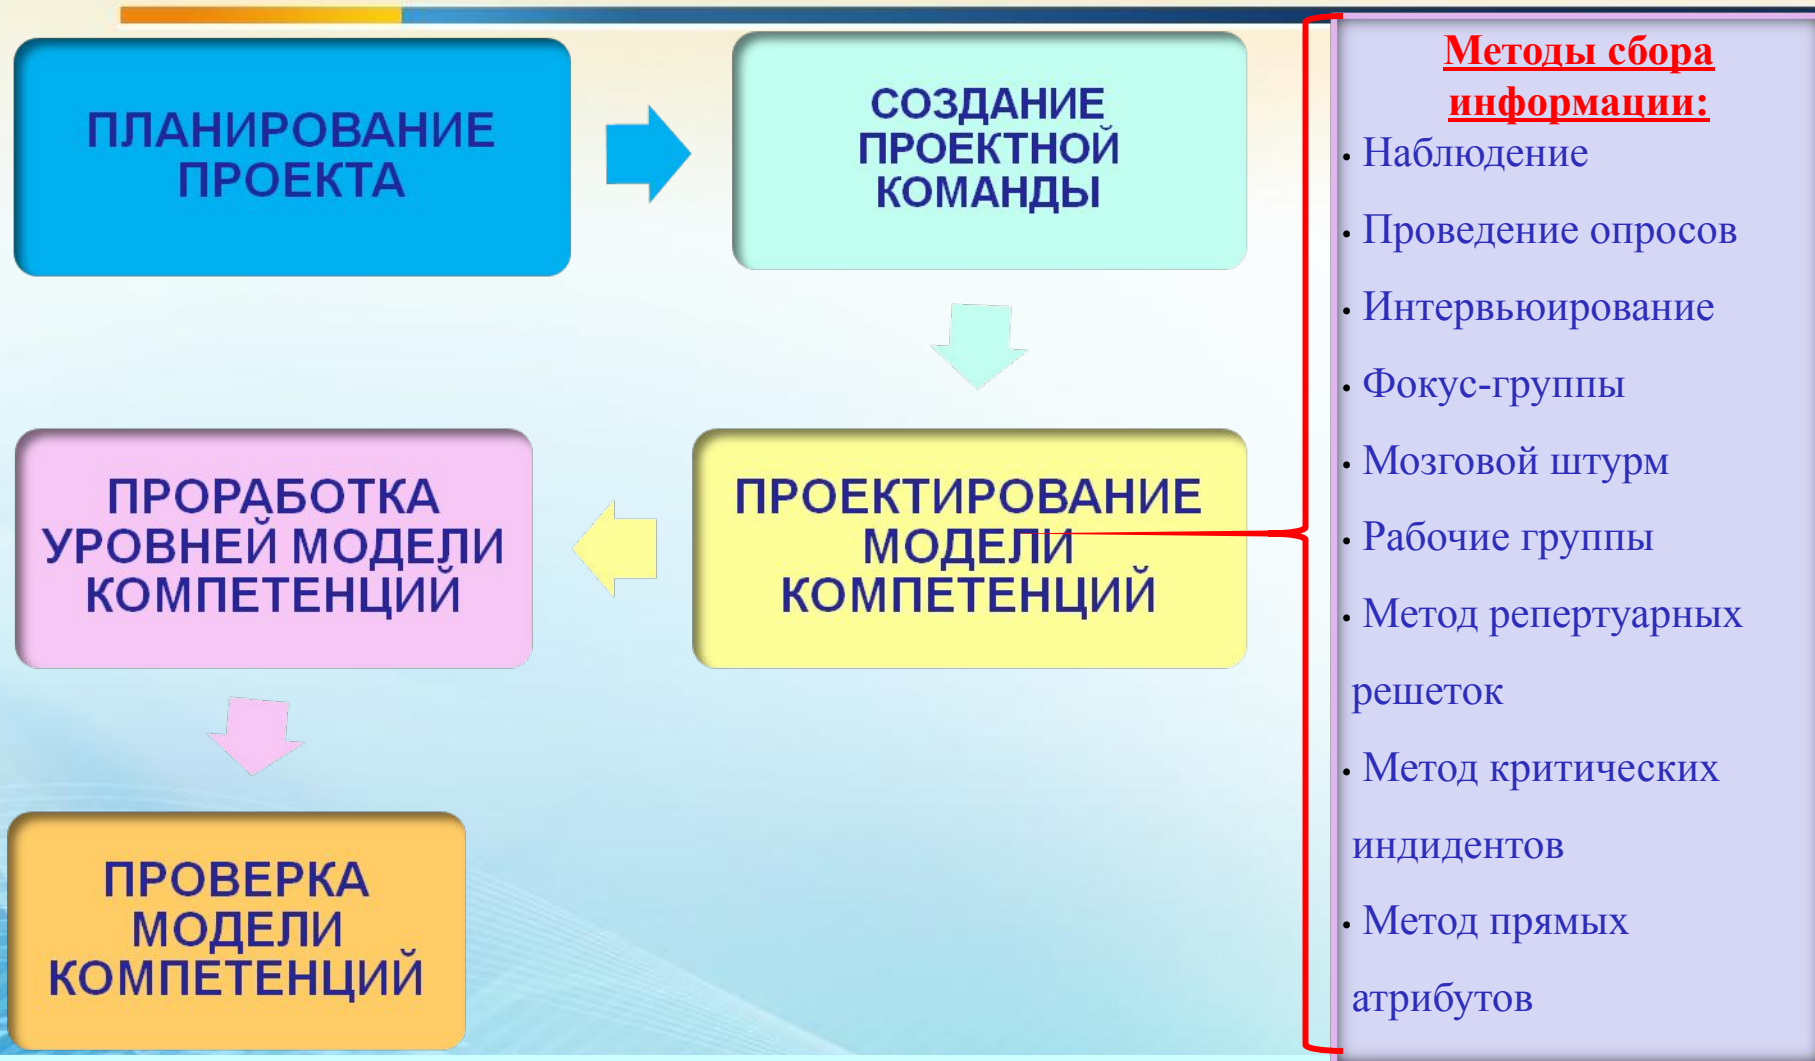 ПЛАНИРОВАНИЕ
ПРОЕКТА
СОЗДАНИЕ
ПРОЕКТНОЙ
КОМАНДЫ
ПРОЕКТИРОВАНИЕ
МОДЕЛИ
КОМПЕТЕНЦИЙ
ПРОРАБОТКА
УРОВНЕЙ МОДЕЛИ
КОМПЕТЕНЦИЙ
ПРОВЕРКА
МОДЕЛИ
КОМПЕТЕНЦИЙ
Методы сбора
информации:
• Наблюдение
• Проведение опросов
• Интервьюирование
• Фокус-группы
• Мозговой штурм
• Рабочие группы
• Метод репертуарных
решеток
• Метод критических
индидентов
• Метод прямых
атрибутов